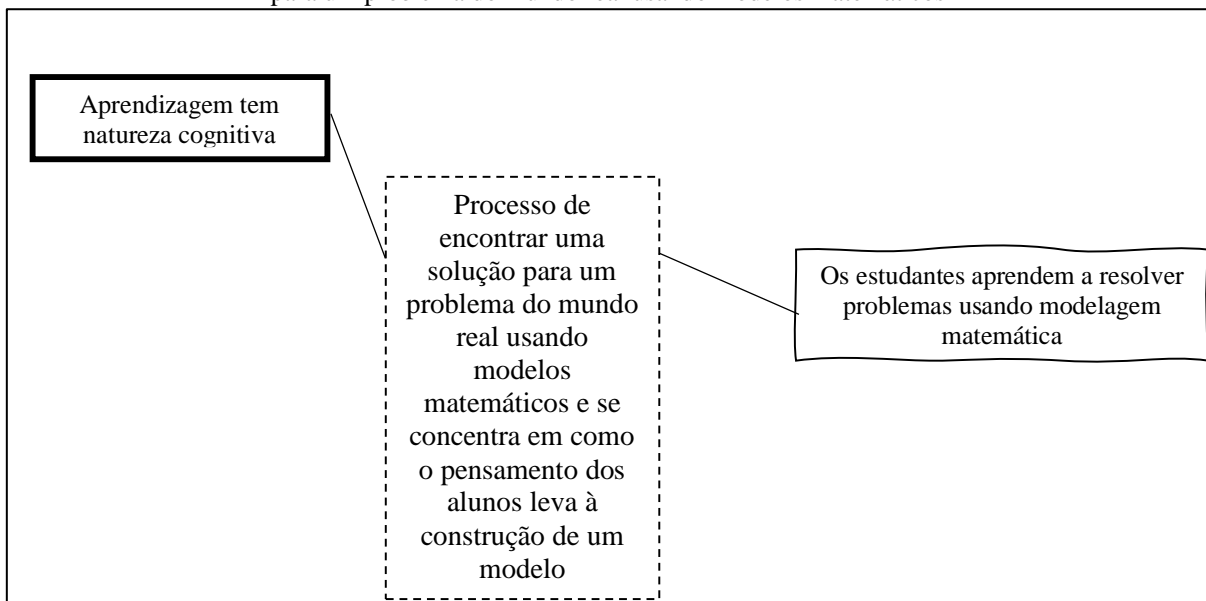 Aprendizagem tem
natureza cognitiva
Processo de
encontrar uma
solução para um
problema do mundo
real usando
modelos
matemáticos e se
concentra em como
o pensamento dos
alunos leva à
construção de um
modelo
Os estudantes aprendem a resolver
problemas usando modelagem
matemática